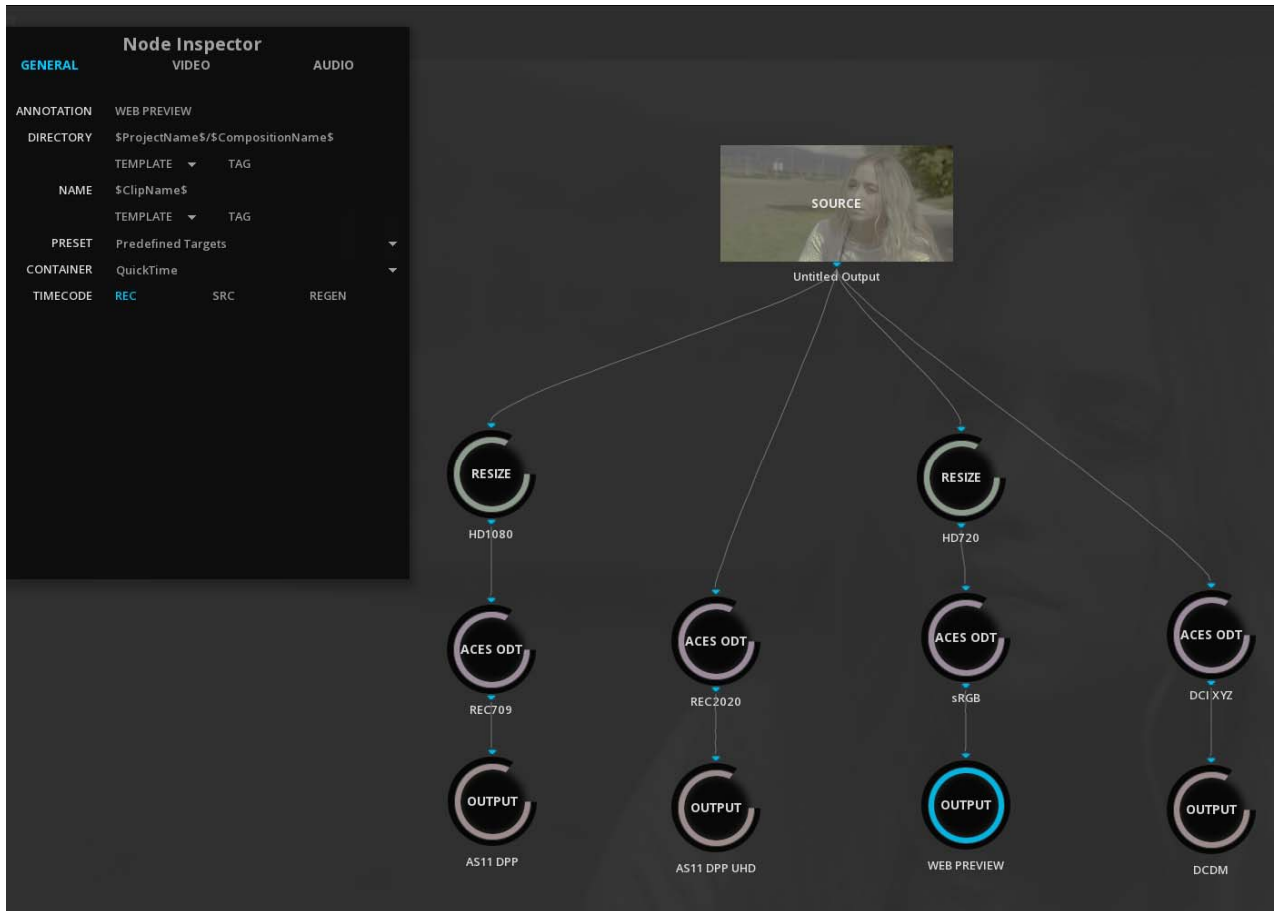 Node Inspector
GENERAL VIDEO AUDIO
ANNOTATION WEB PREVIEW
DIRECTORY $ProjectName$/$CompositionName$
TEMPLATE TAG
NAME $ClipName$
TEMPLATE TAG
PRESET Predefined Targets
CONTAINER QuickTime
TIMECODE REC SRC REGEN
SOURCE
Untitled Output
RESIZE
HD1080
RESIZE
HD720
ACES ODT
REC709
ACES ODT
REC2020
ACES ODT
sRGB
ACES ODT
DCI XYZ
OUTPUT
AS11 DPP
OUTPUT
AS11 DPP UHD
OUTPUT
WEB PREVIEW
OUTPUT
DCDM